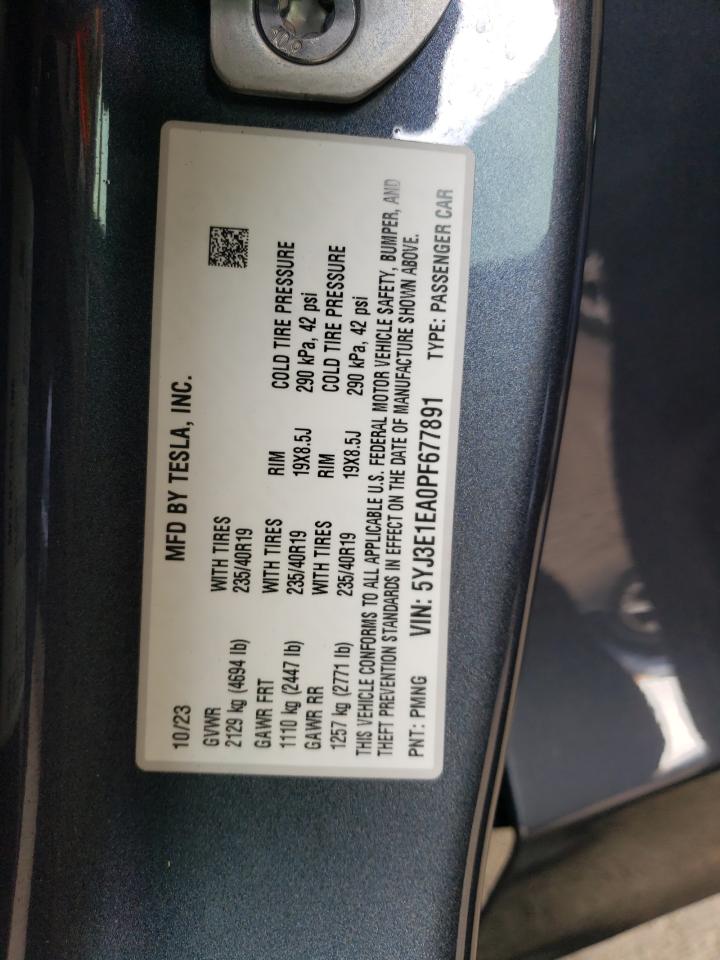 10.9
10/23 MFD BY TESLA, INC.
GVWR WITH TIRES
2129 kg (4694 lb) 235/40R19
GAWR FRT WITH TIRES RIM COLD TIRE PRESSURE
1110 kg (2447 lb) 235/40R19 19X8.5J 290 kPa, 42 psi
GAWR RR WITH TIRES RIM COLD TIRE PRESSURE
1257 kg (2771 lb) 235/40R19 19X8.5J 290 kPa, 42 psi
THIS VEHICLE CONFORMS TO ALL APPLICABLE U.S. FEDERAL MOTOR VEHICLE SAFETY, BUMPER, AND
THEFT PREVENTION STANDARDS IN EFFECT ON THE DATE OF MANUFACTURE SHOWN ABOVE.
PNT: PMNG VIN: 5YJ3E1EA0PF677891 TYPE: PASSENGER CAR